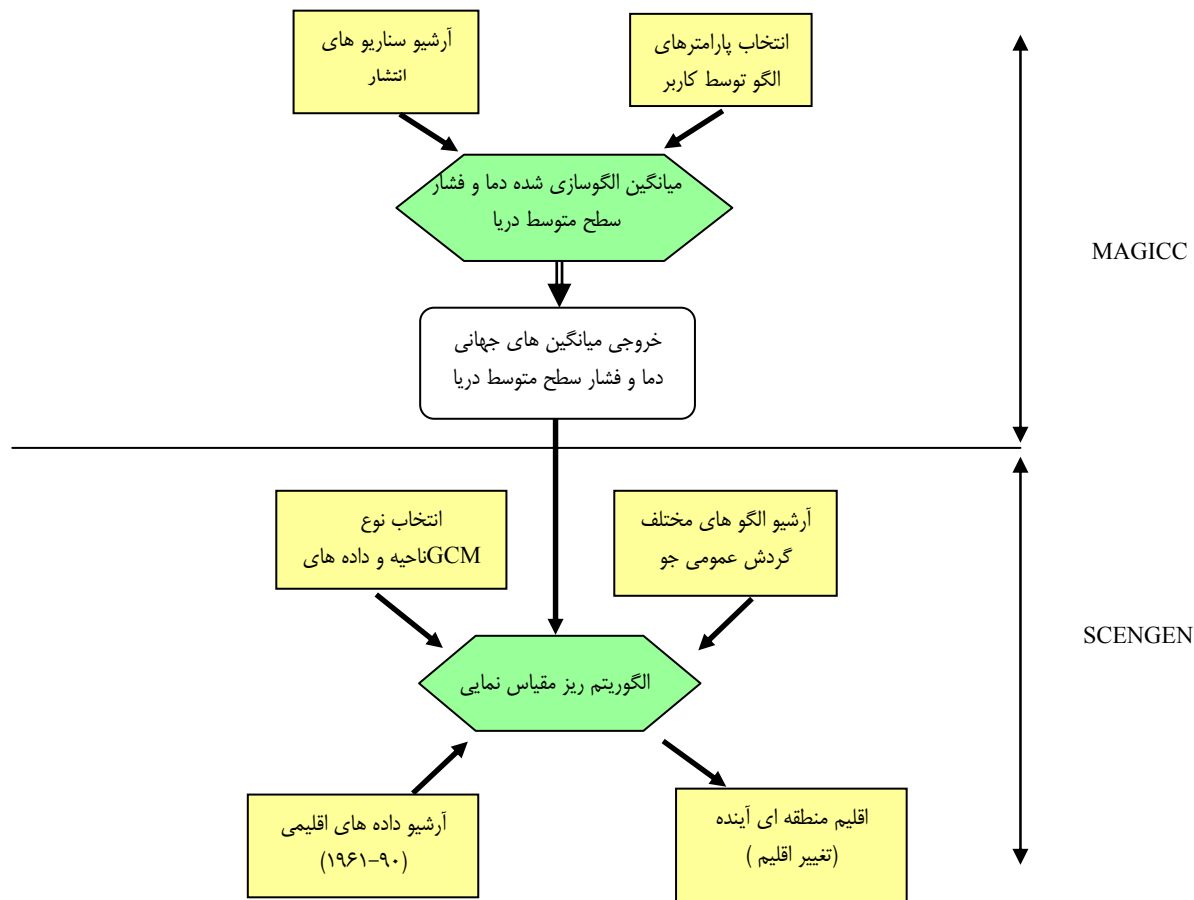 انتخاب پارامترهای
الگو توسط کاربر
آرشیو سناریو های
انتشار
میانگین الگوسازی شده دما و فشار
سطح متوسط دریا
MAGICC
خروجی میانگین های جهانی
دما و فشار سطح متوسط دریا
آرشیو الگو های مختلف
گردش عمومی جو
انتخاب نوع
GCMناحیه و داده های
SCENGEN
الگوریتم ریز مقیاس نمایی
اقلیم منطقه ای آینده
(تغییر اقلیم )
آرشیو داده های اقلیمی
(۱۹۶۱-۹۰)